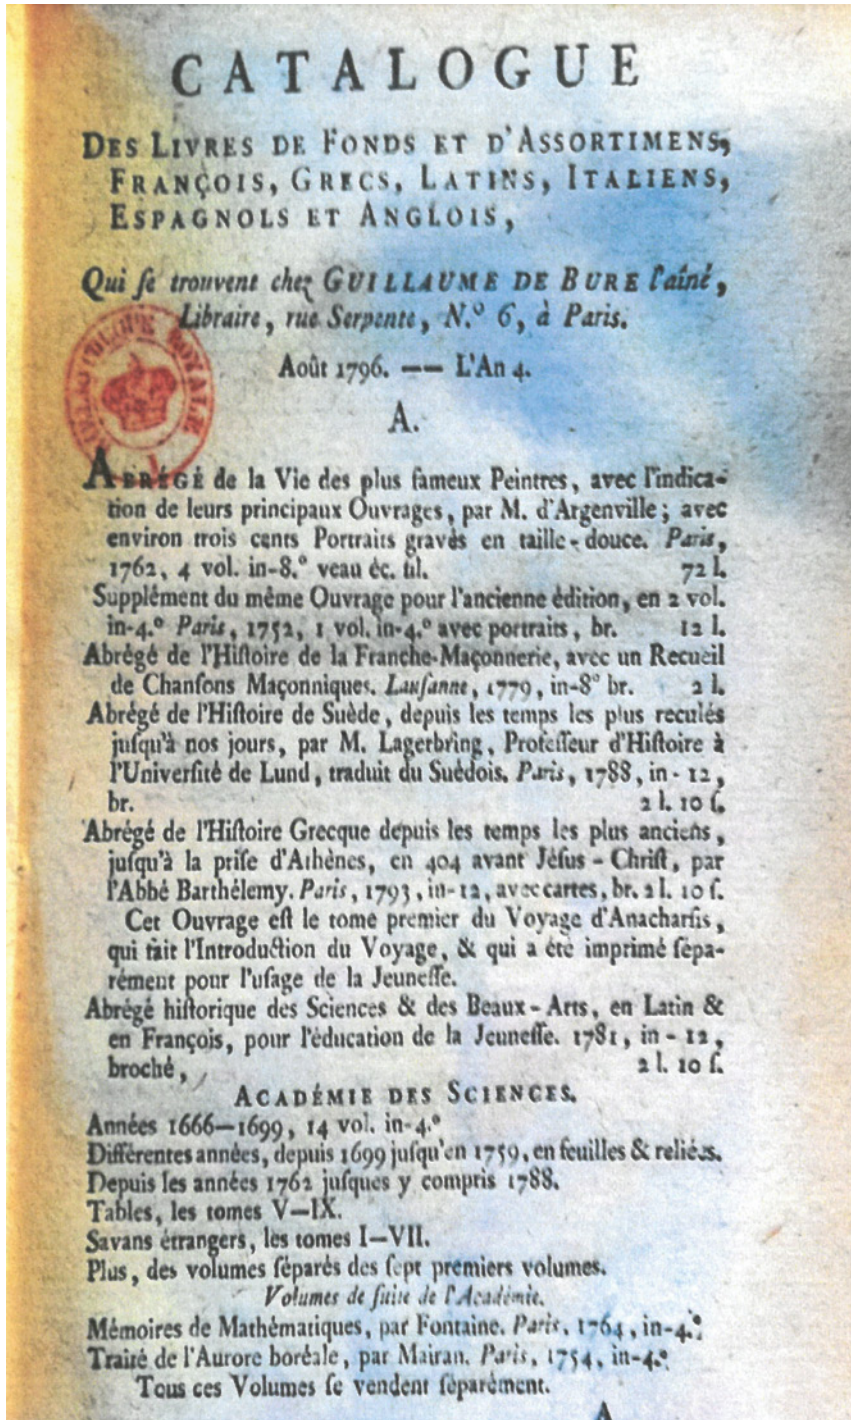 CATALOGUE
DES LIVRES DE FONDS ET D'ASSORTIMENS,
FRANÇOIS, GRECS, LATINS, ITALIENS,
ESPAGNOLS ET ANGLOIS,
Qui ſe trouvent chez GUILLAUME DE BURE l'aîné,
Libraire, rue Serpente, N.º 6, à Paris.
Août 1796. —— L'An 4.
A.
ABRÉGÉ de la Vie des plus fameux Peintres, avec l'indica-
tion de leurs principaux Ouvrages, par M. d'Argenville; avec
environ trois cents Portraits gravés en taille-douce. Paris,
1762, 4 vol. in-8.º veau éc. fil. 72 l.
Supplément du même Ouvrage pour l'ancienne édition, en 2 vol.
in-4.º Paris, 1752, 1 vol. in-4.º avec portraits, br. 12 l.
Abrégé de l'Hiſtoire de la Franche-Maçonnerie, avec un Recueil
de Chanſons Maçonniques. Lauſanne, 1779, in-8º br. 2 l.
Abrégé de l'Hiſtoire de Suède, depuis les temps les plus reculés
juſqu'à nos jours, par M. Lagerbring, Profeſſeur d'Hiſtoire à
l'Univerſité de Lund, traduit du Suédois. Paris, 1788, in-12,
br. 2 l. 10 ſ.
Abrégé de l'Hiſtoire Grecque depuis les temps les plus anciens,
juſqu'à la priſe d'Athènes, en 404 avant Jéſus-Chriſt, par
l'Abbé Barthélemy. Paris, 1793, in-12, avec cartes, br. 2 l. 10 ſ.
Cet Ouvrage eſt le tome premier du Voyage d'Anacharſis,
qui fait l'Introduction du Voyage, & qui a été imprimé ſépa-
rément pour l'uſage de la Jeuneſſe.
Abrégé hiſtorique des Sciences & des Beaux-Arts, en Latin &
en François, pour l'éducation de la Jeuneſſe. 1781, in-12,
broché, 2 l. 10 ſ.
ACADÉMIE DES SCIENCES.
Années 1666—1699, 14 vol. in-4.º
Différentes années, depuis 1699 juſqu'en 1759, en feuilles & reliées.
Depuis les années 1762 juſques y compris 1788.
Tables, les tomes V—IX.
Savans étrangers, les tomes I—VII.
Plus, des volumes ſéparés des ſept premiers volumes.
Volumes de ſuite de l'Académie.
Mémoires de Mathématiques, par Fontaine. Paris, 1764, in-4.º
Traité de l'Aurore boréale, par Mairan. Paris, 1754, in-4.º
Tous ces Volumes ſe vendent ſéparément.
A